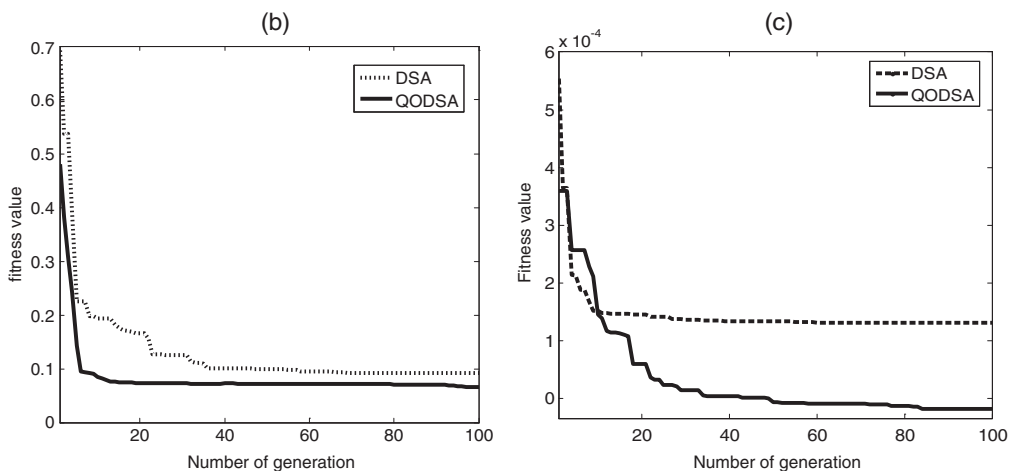 (b)
0.7
0.6
0.5
0.4
0.3
0.2
0.1
0
20
40
60
80
100
fitness value
Number of generation
DSA
QODSA
(c)
6
x 10⁻⁴
5
4
3
2
1
0
20
40
60
80
100
Fitness value
Number of generation
DSA
QODSA